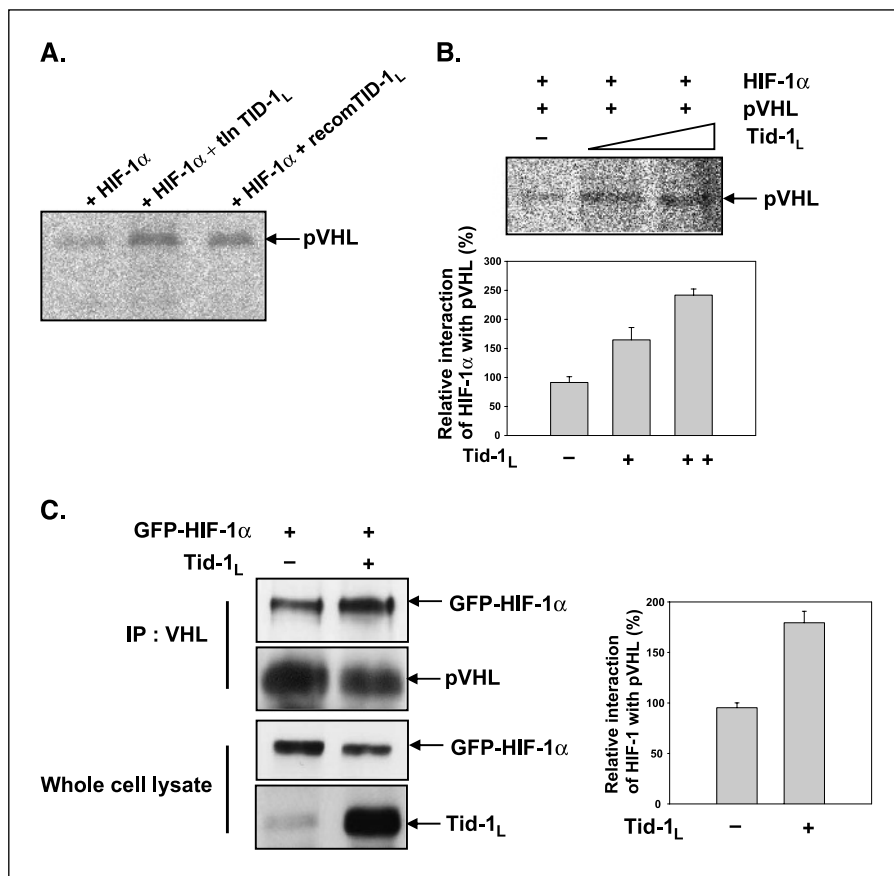 A.
+ HIF-1α
+ HIF-1α + tln TID-1L
+ HIF-1α + recomTID-1L
pVHL
B.
+ + + HIF-1α
+ + + pVHL
– Tid-1L
pVHL
Relative interaction
of HIF-1α with pVHL (%)
300
250
200
150
100
50
0
Tid-1L – + + +
C.
GFP-HIF-1α + +
Tid-1L – +
IP : VHL
GFP-HIF-1α
pVHL
Whole cell lysate
GFP-HIF-1α
Tid-1L
Relative interaction
of HIF-1 with pVHL (%)
200
150
100
50
0
Tid-1L – +